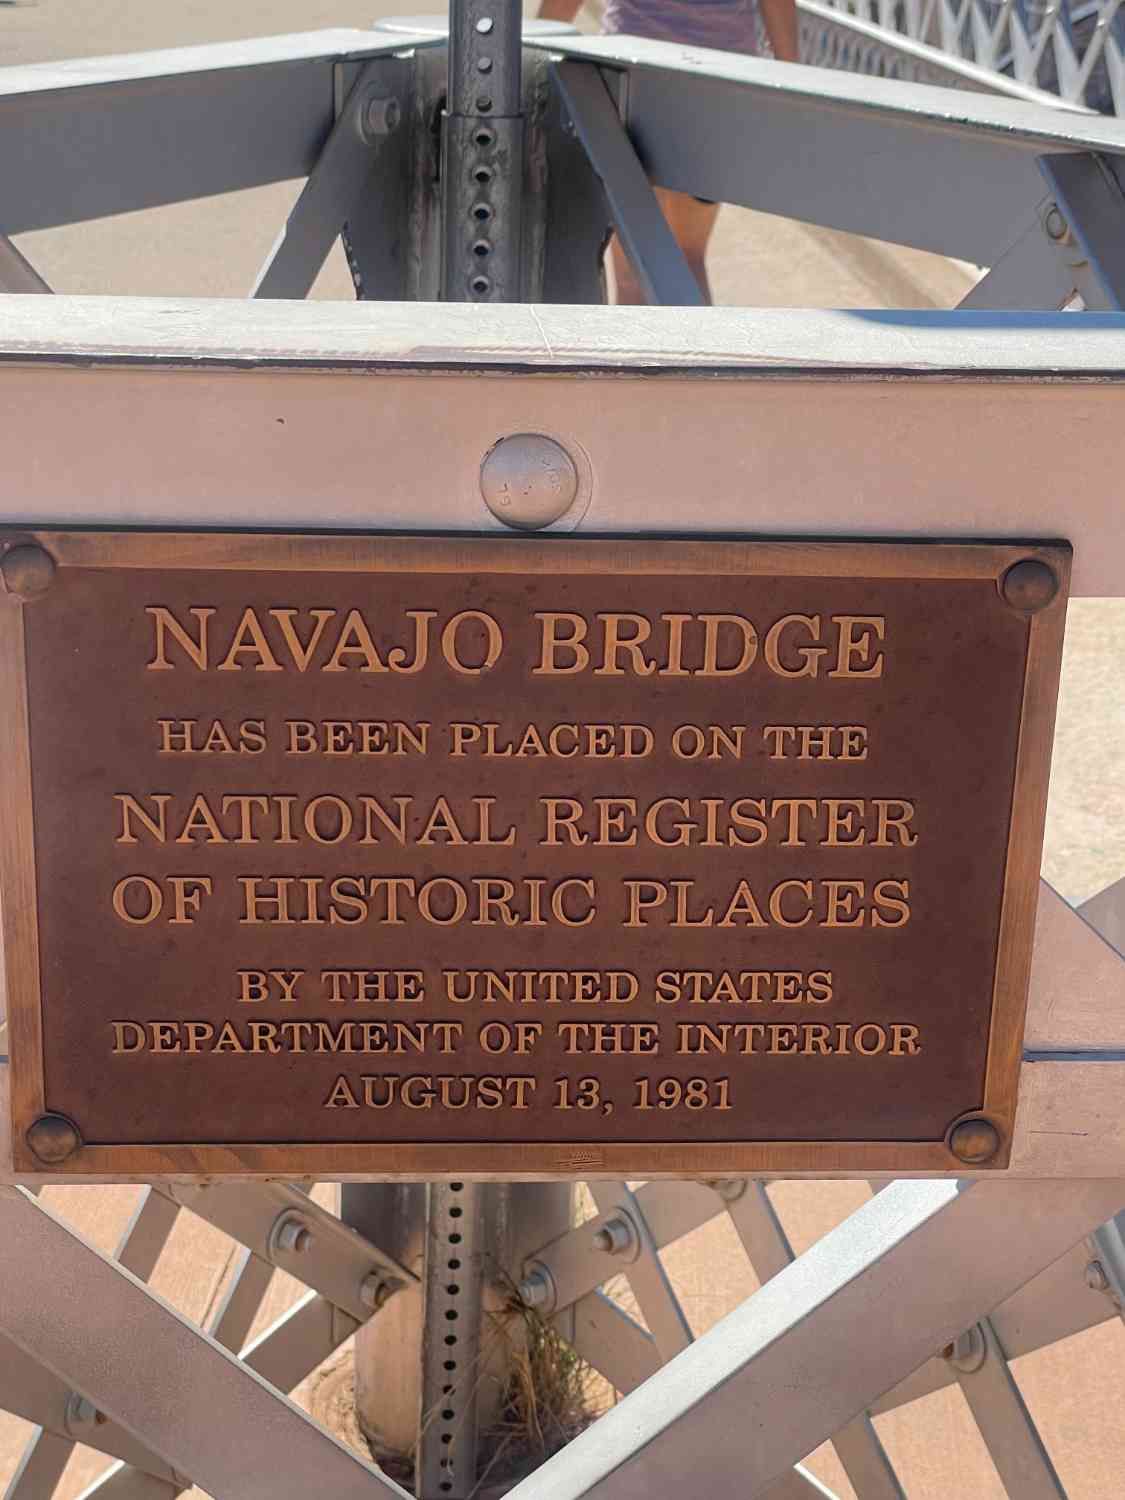 NAVAJO BRIDGE
HAS BEEN PLACED ON THE
NATIONAL REGISTER
OF HISTORIC PLACES
BY THE UNITED STATES
DEPARTMENT OF THE INTERIOR
AUGUST 13, 1981